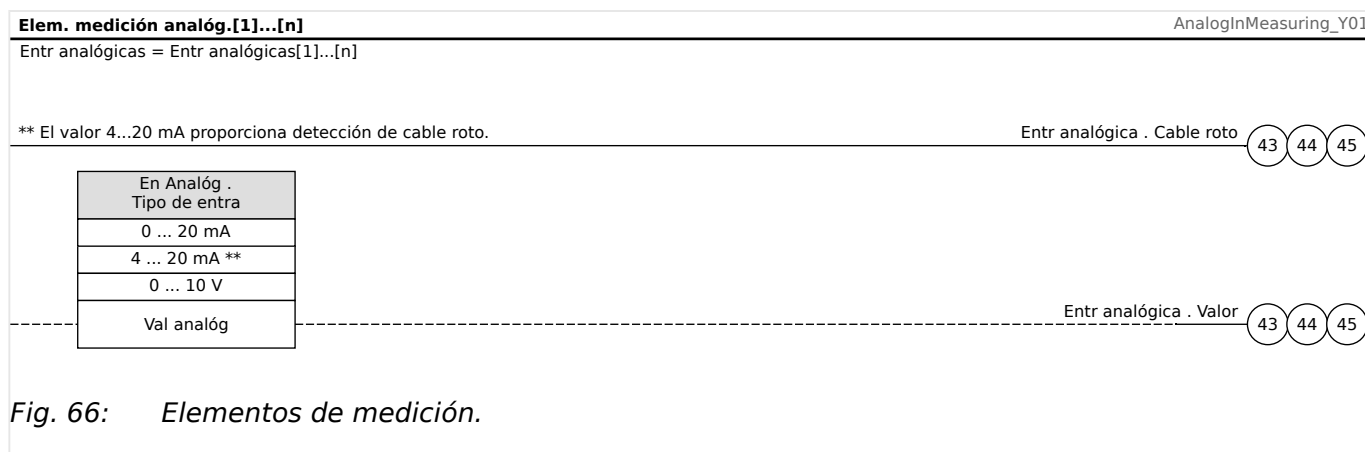 Elem. medición analóg.[1]...[n]
AnalogInMeasuring_Y01
Entr analógicas = Entr analógicas[1]...[n]
** El valor 4...20 mA proporciona detección de cable roto.
Entr analógica . Cable roto
43 44 45
En Analóg .
Tipo de entra
0 ... 20 mA
4 ... 20 mA **
0 ... 10 V
Val analóg
Entr analógica . Valor
43 44 45
Fig. 66: Elementos de medición.